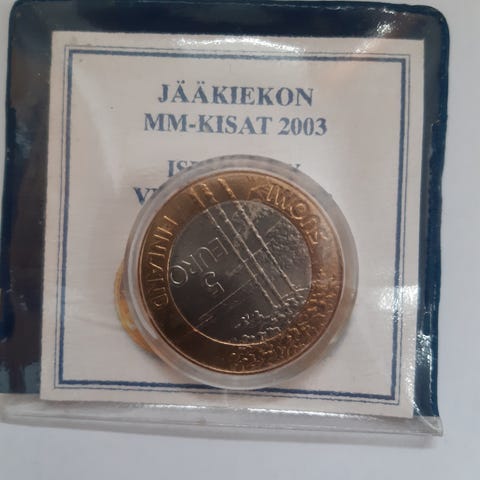 JÄÄKIEKON
MM-KISAT 2003
SUOMI
FINLAND
5
EURO